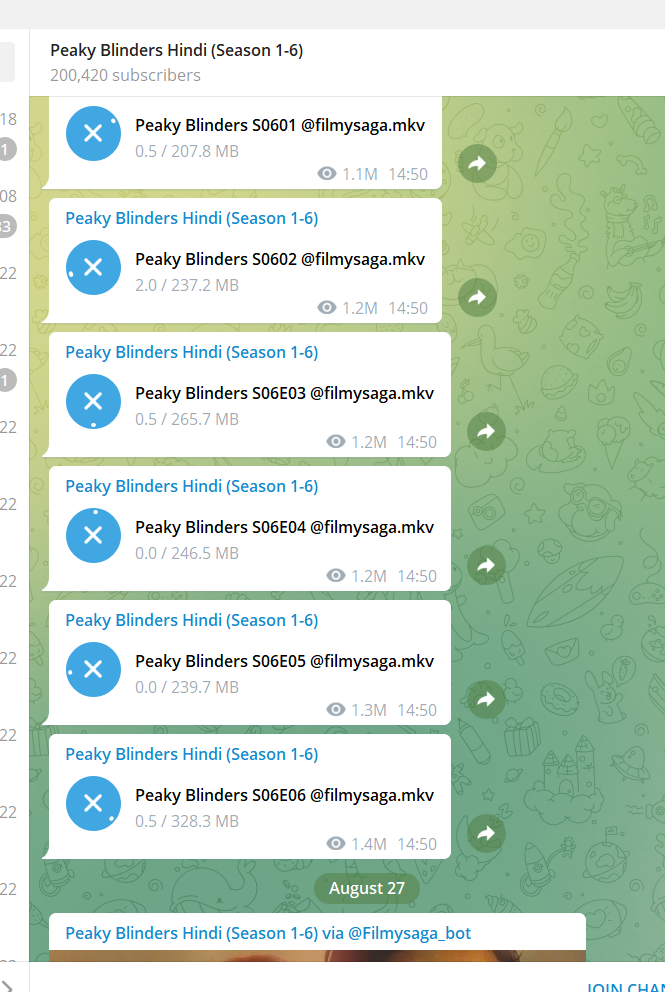 Peaky Blinders Hindi (Season 1-6)
200,420 subscribers
18
Peaky Blinders S0601 @filmysaga.mkv
1
0.5 / 207.8 MB
1.1M 14:50
08
Peaky Blinders Hindi (Season 1-6)
33
Peaky Blinders S0602 @filmysaga.mkv
22
2.0 / 237.2 MB
1.2M 14:50
22
Peaky Blinders Hindi (Season 1-6)
1
Peaky Blinders S06E03 @filmysaga.mkv
0.5 / 265.7 MB
22
1.2M 14:50
Peaky Blinders Hindi (Season 1-6)
22
Peaky Blinders S06E04 @filmysaga.mkv
0.0 / 246.5 MB
22
1.2M 14:50
Peaky Blinders Hindi (Season 1-6)
22
Peaky Blinders S06E05 @filmysaga.mkv
0.0 / 239.7 MB
1.3M 14:50
22
Peaky Blinders Hindi (Season 1-6)
Peaky Blinders S06E06 @filmysaga.mkv
22
0.5 / 328.3 MB
1.4M 14:50
22
August 27
Peaky Blinders Hindi (Season 1-6) via @Filmysaga_bot
JOIN